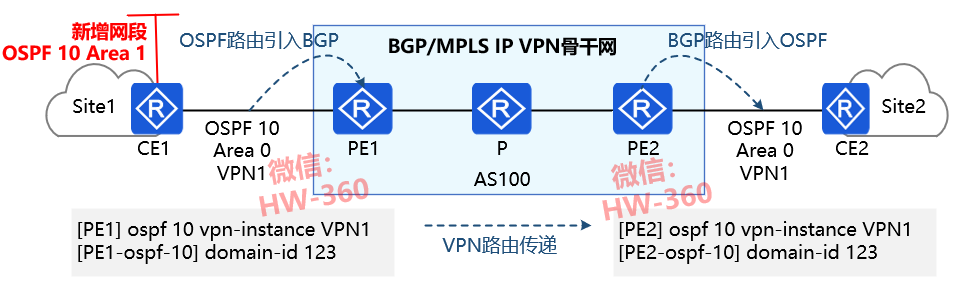 新增网段
OSPF 10 Area 1
OSPF路由引入BGP
BGP/MPLS IP VPN骨干网
BGP路由引入OSPF
Site1
R
R
R
R
R
Site2
CE1
PE1
P
PE2
CE2
OSPF 10
Area 0
VPN1
OSPF 10
Area 0
VPN1
AS100
微信：
HW-360
微信：
HW-360
[PE1] ospf 10 vpn-instance VPN1
[PE1-ospf-10] domain-id 123
VPN路由传递
[PE2] ospf 10 vpn-instance VPN1
[PE2-ospf-10] domain-id 123